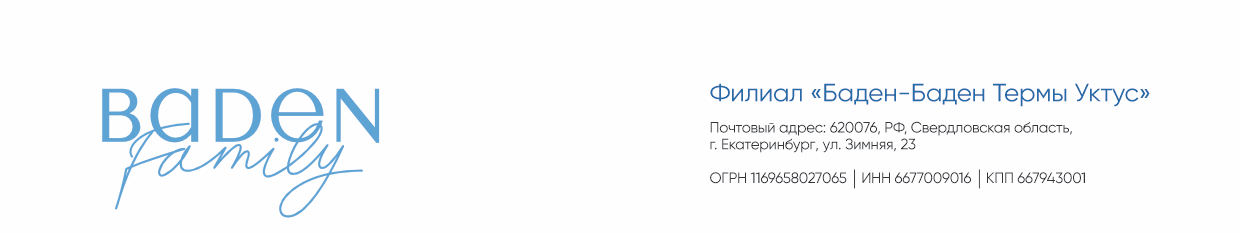 BaDeN
Family
Филиал «Баден-Баден Термы Уктус»
Почтовый адрес: 620076, РФ, Свердловская область,
г. Екатеринбург, ул. Зимняя, 23
ОГРН 1169658027065 | ИНН 6677009016 | КПП 667943001